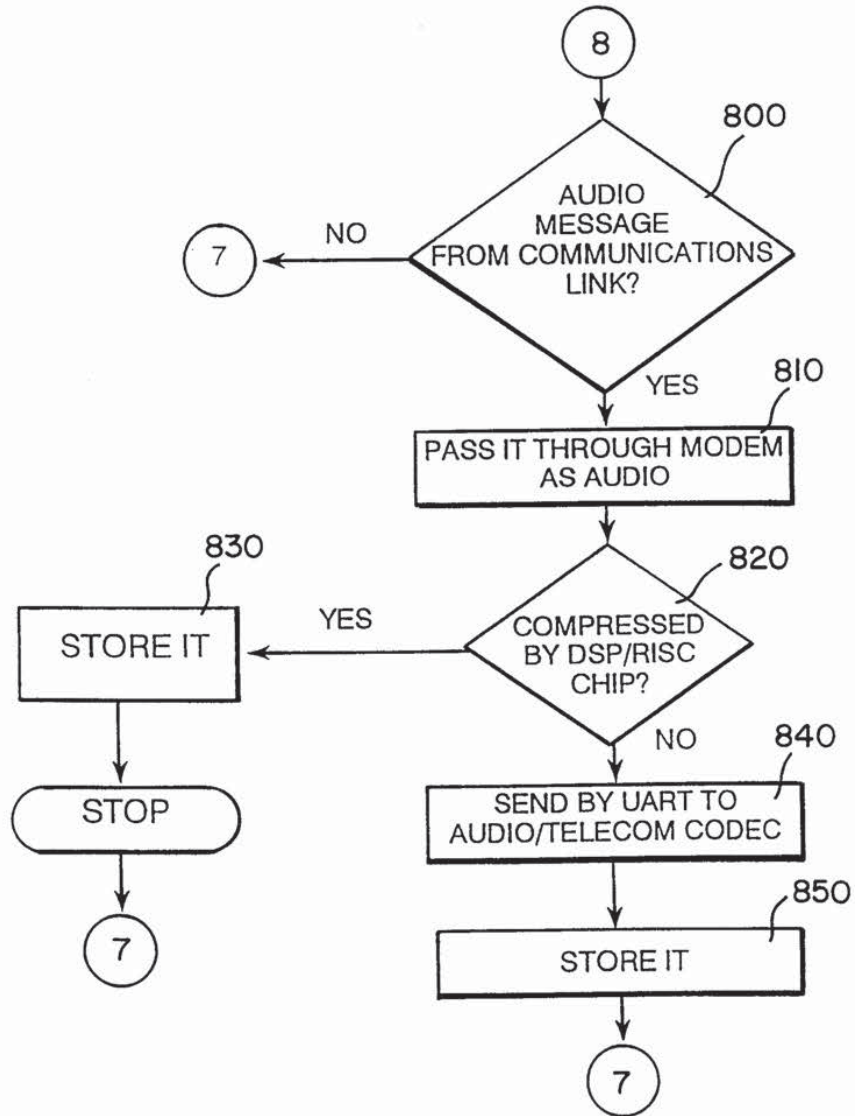 8
800
AUDIO
MESSAGE
FROM COMMUNICATIONS
LINK?
NO
7
YES
810
PASS IT THROUGH MODEM
AS AUDIO
820
COMPRESSED
BY DSP/RISC
CHIP?
YES
830
STORE IT
STOP
7
NO
840
SEND BY UART TO
AUDIO/TELECOM CODEC
850
STORE IT
7